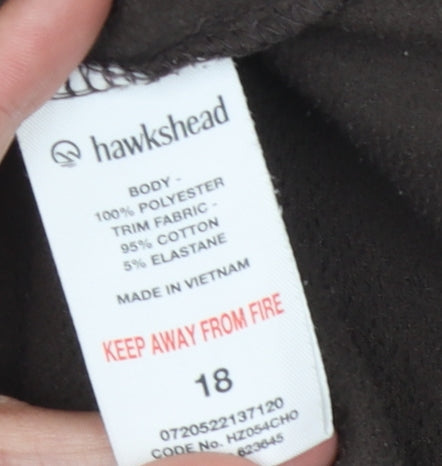 hawkshead
BODY -
100% POLYESTER
TRIM FABRIC -
95% COTTON
5% ELASTANE
MADE IN VIETNAM
KEEP AWAY FROM FIRE
18
0720522137120
CODE No. HZ054CHO
623645